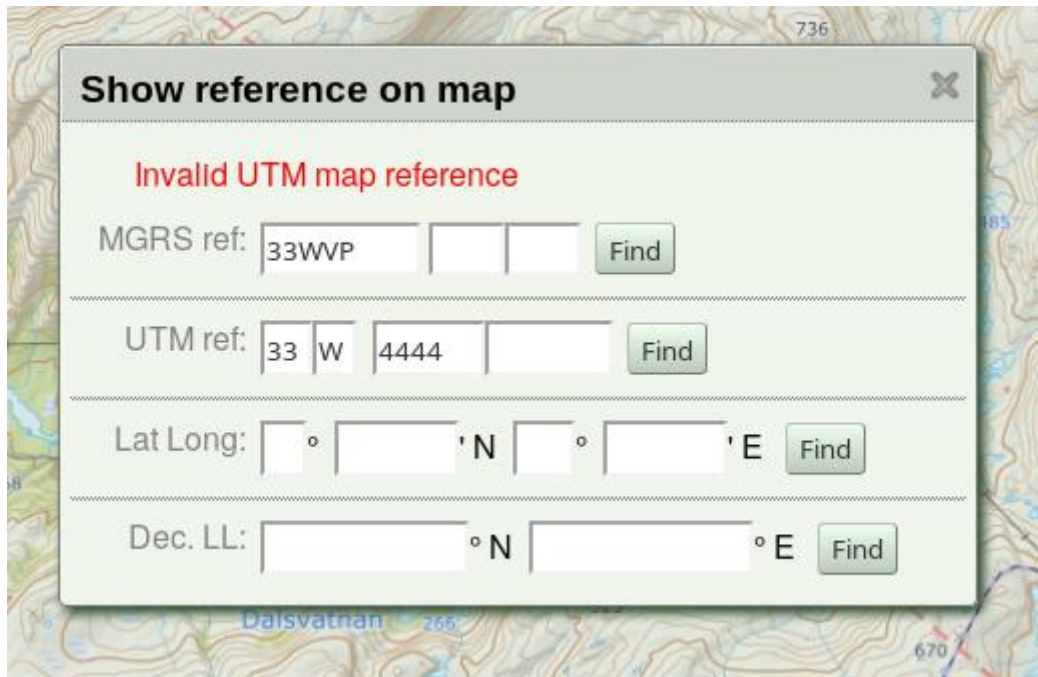 736
Show reference on map
Invalid UTM map reference
MGRS ref: 33WVP Find
485
UTM ref: 33 W 4444 Find
Lat Long: ° ' N ° ' E Find
Dec. LL: ° N ° E Find
Dalsvatnan 266
670